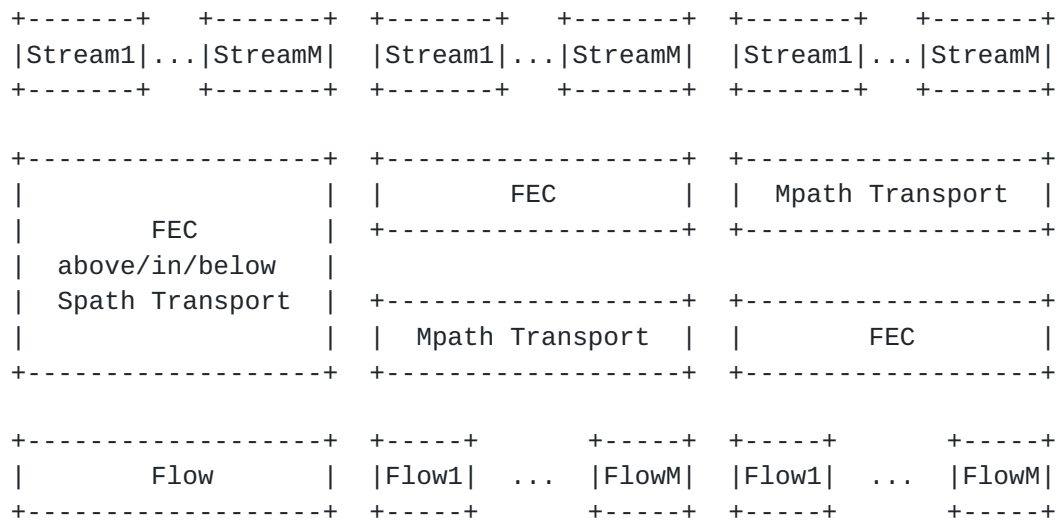 +-------+   +-------+  +-------+   +-------+  +-------+   +-------+
|Stream1|...|StreamM|  |Stream1|...|StreamM|  |Stream1|...|StreamM|
+-------+   +-------+  +-------+   +-------+  +-------+   +-------+

+-------------------+  +-------------------+  +-------------------+
|                   |  |        FEC        |  |  Mpath Transport  |
|        FEC        |  +-------------------+  +-------------------+
|  above/in/below   |
|  Spath Transport  |  +-------------------+  +-------------------+
|                   |  |  Mpath Transport  |  |        FEC        |
+-------------------+  +-------------------+  +-------------------+

+-------------------+  +-----+       +-----+  +-----+       +-----+
|        Flow       |  |Flow1|  ...  |FlowM|  |Flow1|  ...  |FlowM|
+-------------------+  +-----+       +-----+  +-----+       +-----+